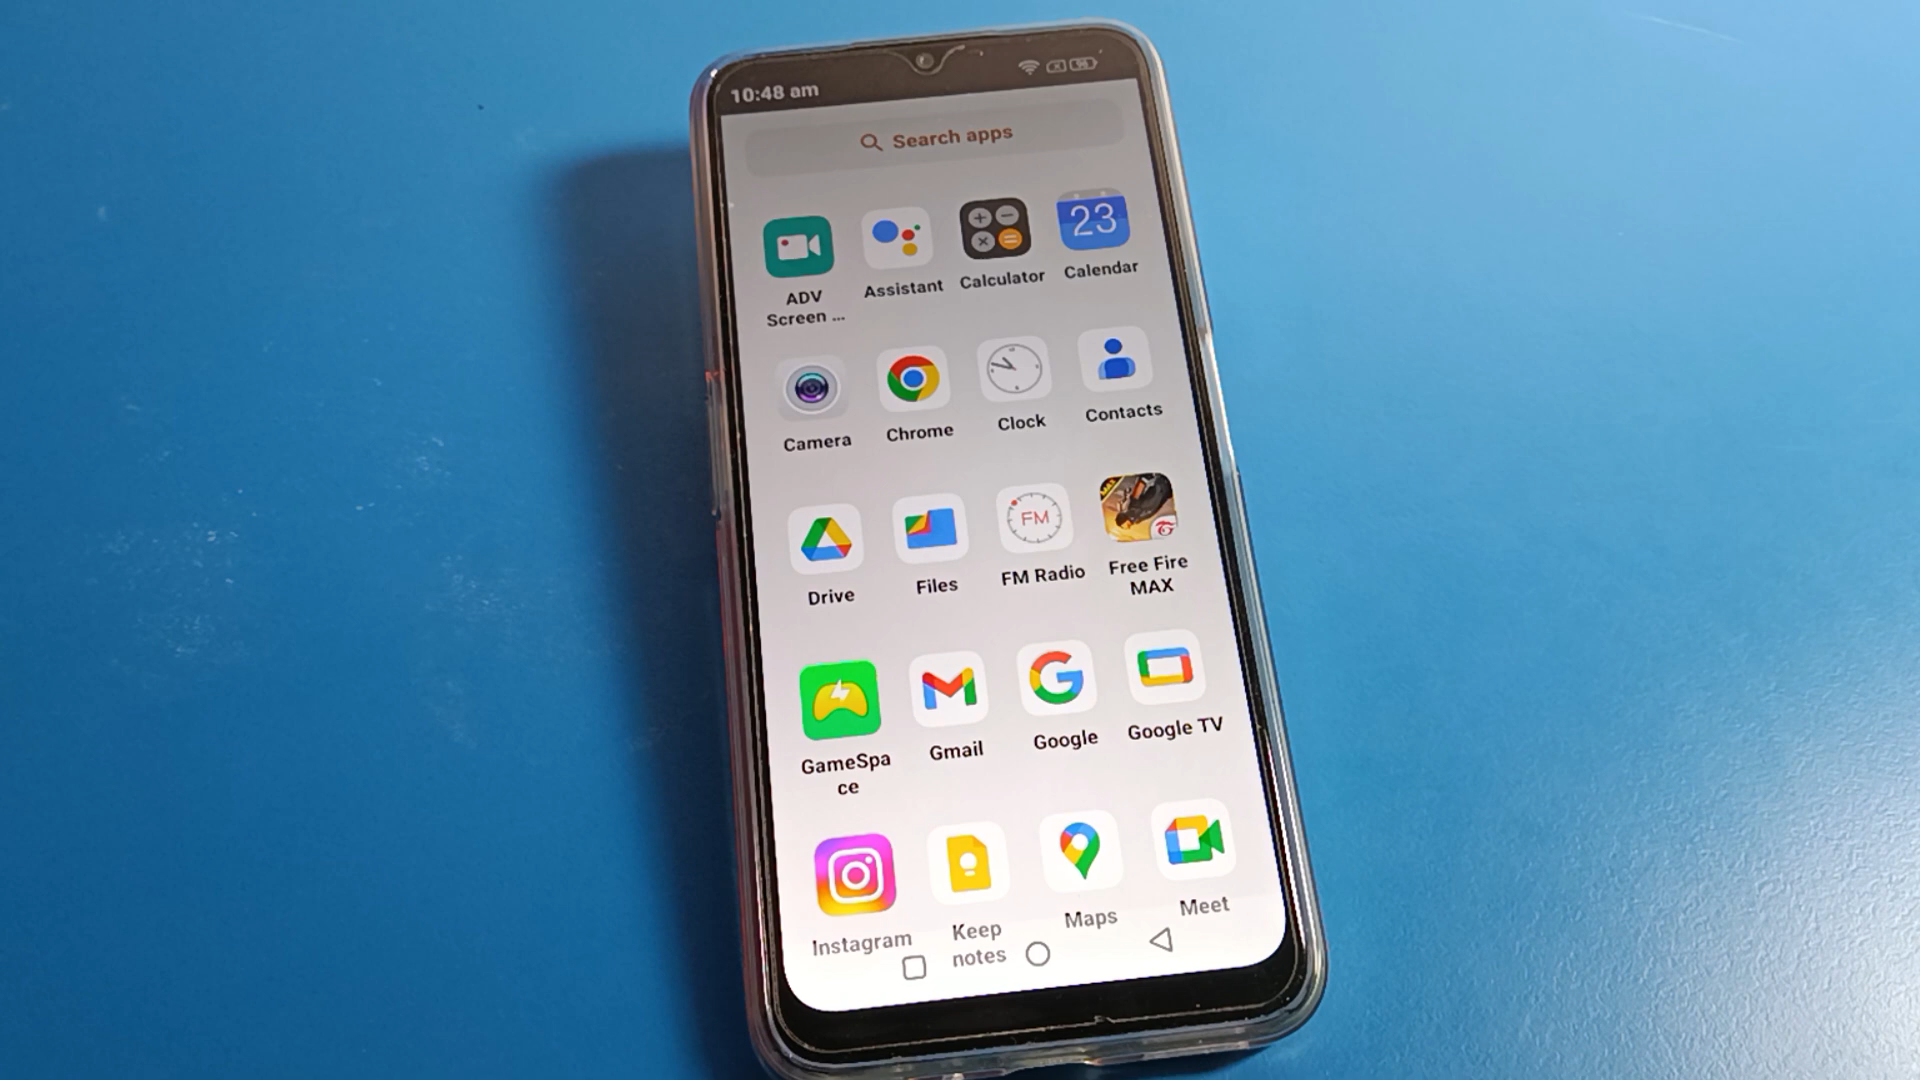 10:48 am
Search apps
23
ADV
Screen ...
Assistant
Calculator
Calendar
Camera
Chrome
Clock
Contacts
FM
MAX
Drive
Files
FM Radio
Free Fire
MAX
GameSpa
ce
Gmail
Google
Google TV
Instagram
Keep
notes
Maps
Meet